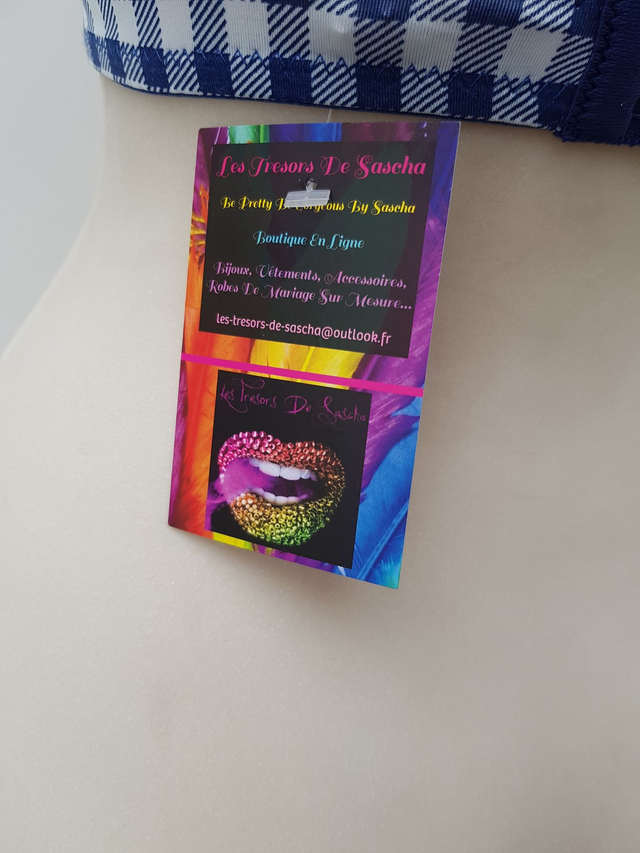 Les Tresors De Sascha
Be Pretty Be Gorgeous By Sascha
Boutique En Ligne
Bijoux, Vêtements, Accessoires,
Robes De Mariage Sur Mesure...
les-tresors-de-sascha@outlook.fr
Les Tresors De Sascha